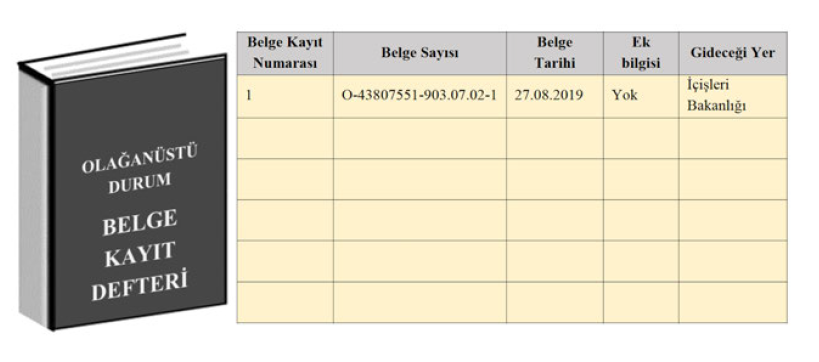 OLAĞANÜSTÜ
DURUM
BELGE
KAYIT
DEFTERİ
Belge Kayıt Numarası Belge Sayısı Belge Tarihi Ek bilgisi Gideceği Yer
1 O-43807551-903.07.02-1 27.08.2019 Yok İçişleri Bakanlığı